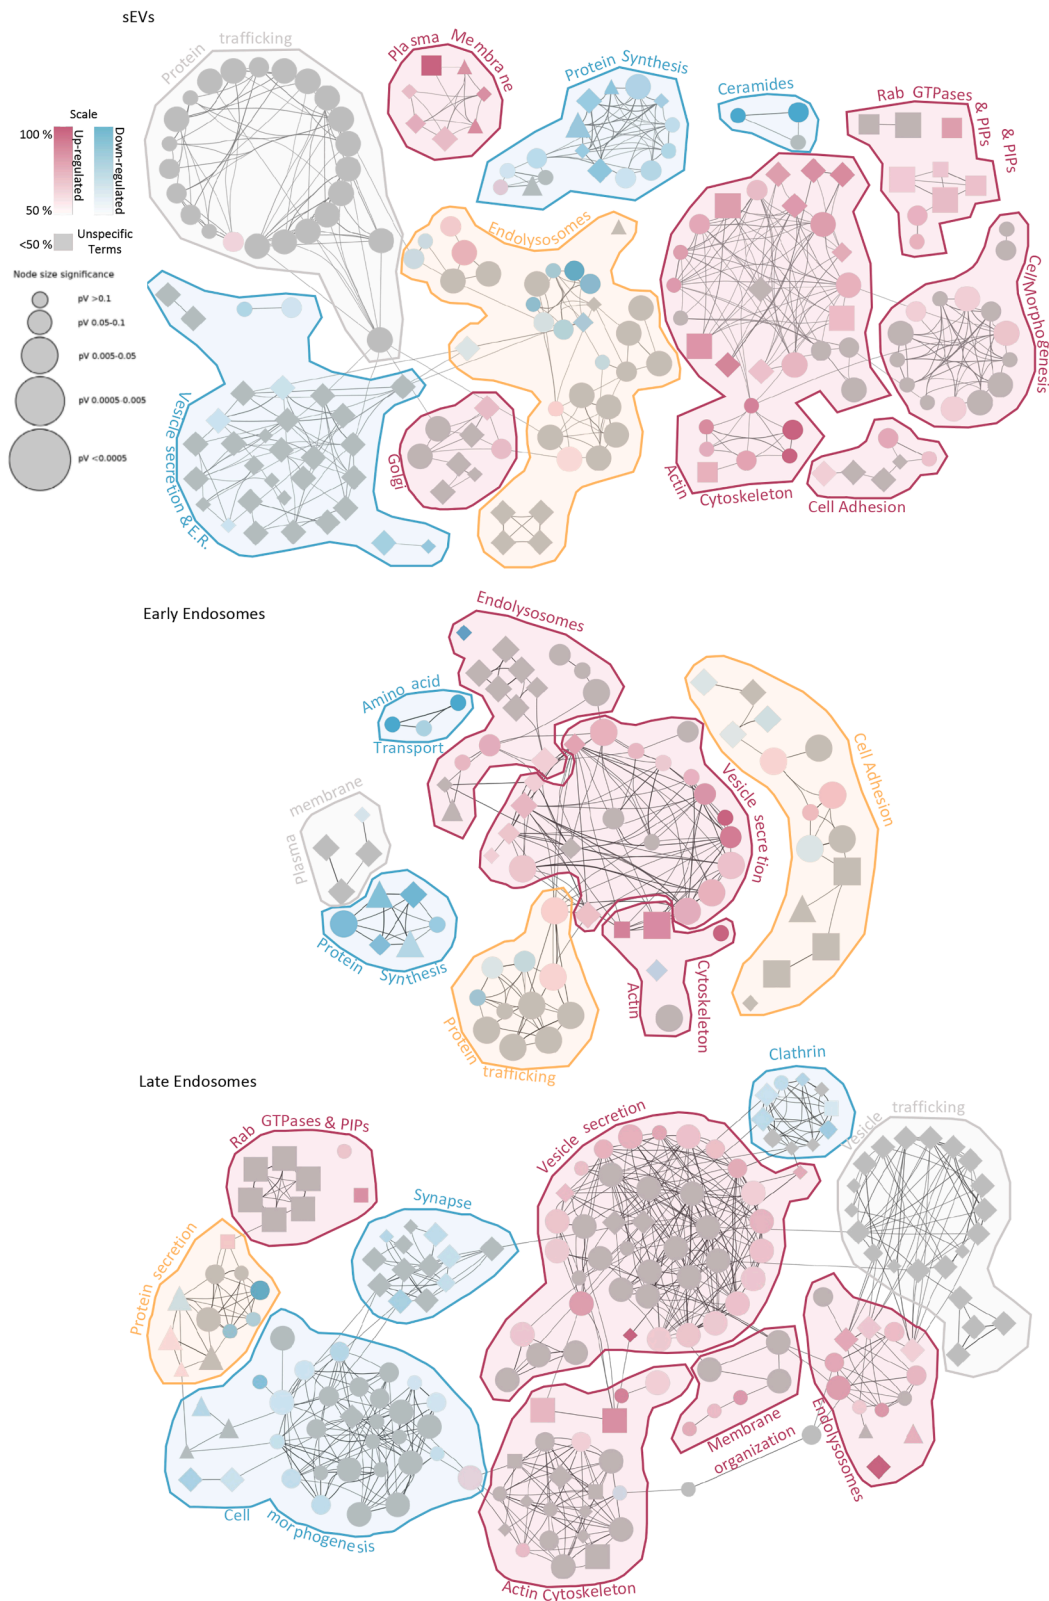 sEVs
Protein trafficking
Plasma Membrane
Protein Synthesis
Ceramides
Rab GTPases & PIPs
& PIPs
Scale
100 %
50 %
<50 %
Up-regulated
Down-regulated
Unspecific
Terms
Node size significance
pV >0.1
pV 0.05-0.1
pV 0.005-0.05
pV 0.0005-0.005
pV <0.0005
Endolysosomes
Cell/Morphogenesis
Vesicle secretion & E.R.
Golgi
Actin
Cytoskeleton
Cell Adhesion
Early Endosomes
Endolysosomes
Amino acid
Transport
Cell Adhesion
Vesicle secretion
Plasma membrane
Protein Synthesis
Actin
Cytoskeleton
Protein
trafficking
Late Endosomes
Clathrin
Vesicle trafficking
Rab GTPases & PIPs
Vesicle secretion
Synapse
Protein secretion
Endolysosomes
Membrane
organization
Cell morphogenesis
Actin Cytoskeleton